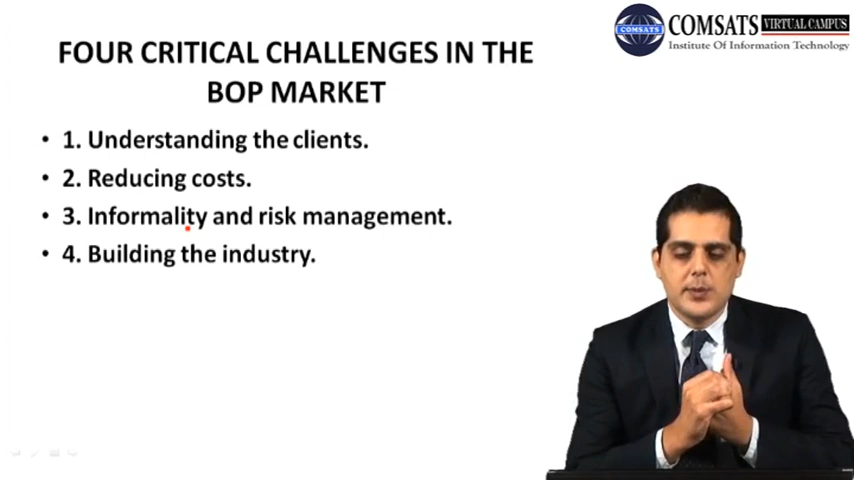 COMSATS VIRTUAL CAMPUS
COMSATS
Institute Of Information Technology
FOUR CRITICAL CHALLENGES IN THE
BOP MARKET
• 1. Understanding the clients.
• 2. Reducing costs.
• 3. Informality and risk management.
• 4. Building the industry.